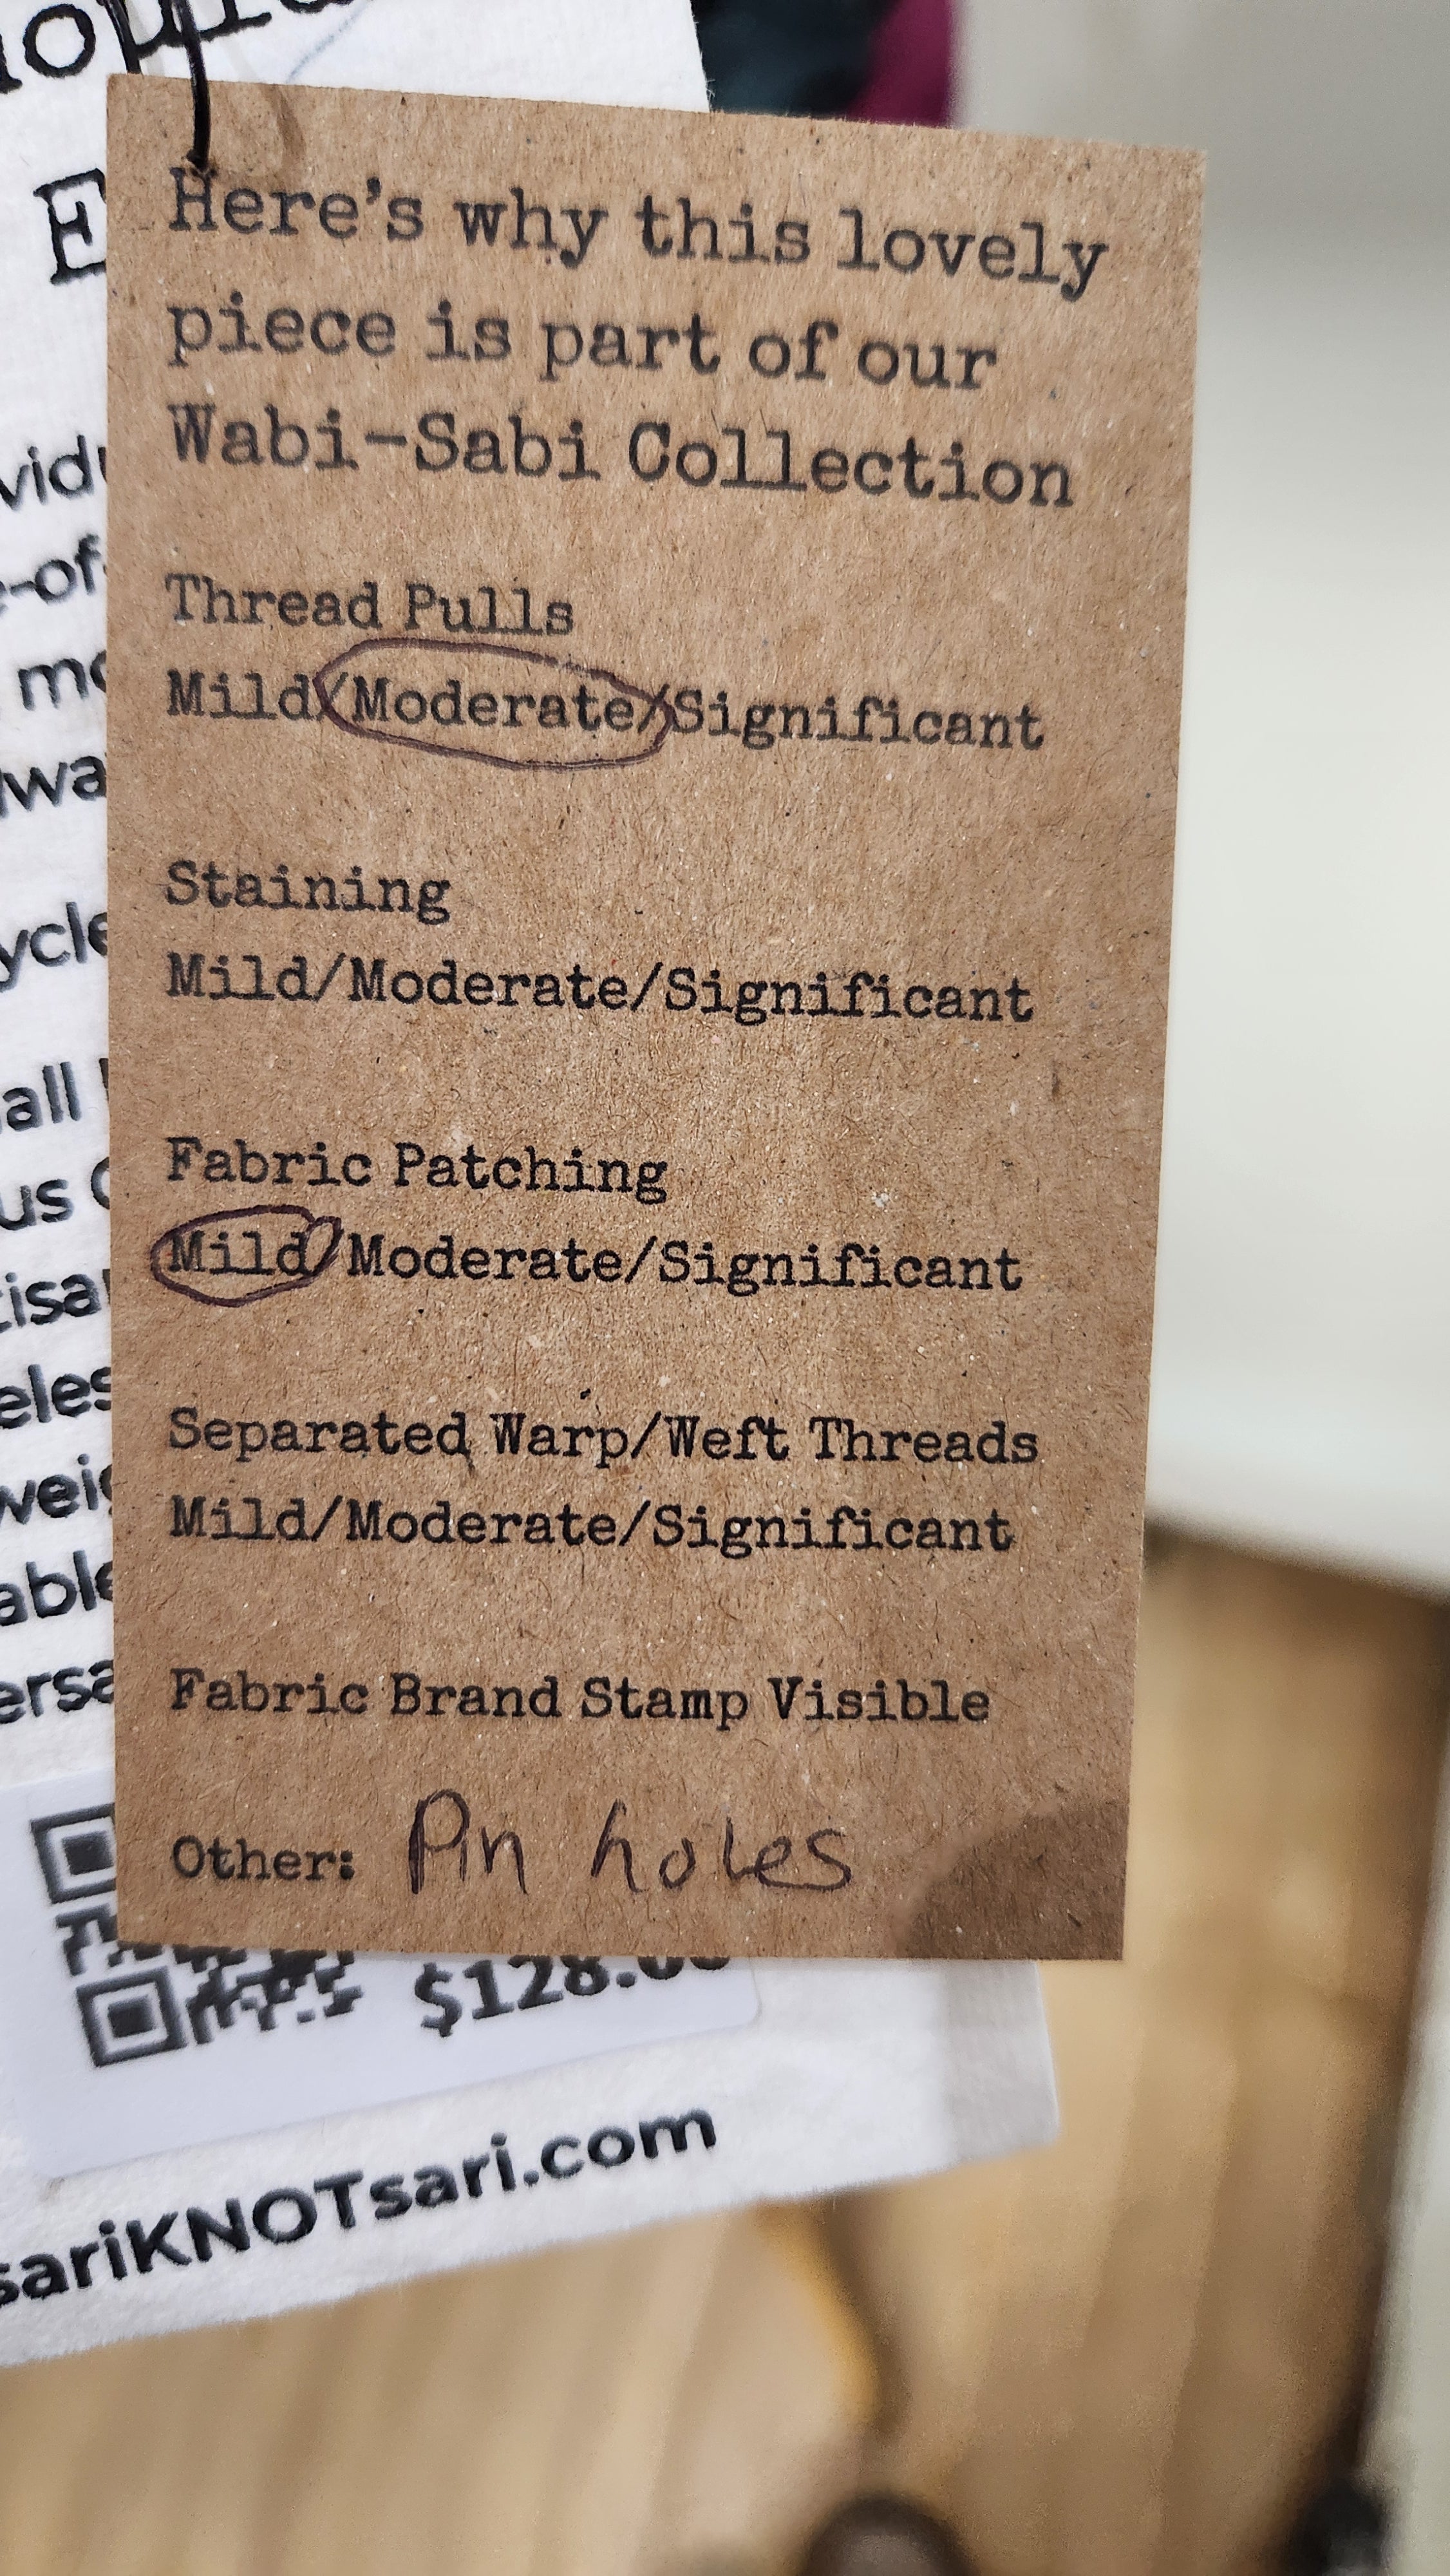 Here's why this lovely
piece is part of our
Wabi-Sabi Collection
Thread Pulls
Mild/Moderate/Significant
Staining
Mild/Moderate/Significant
Fabric Patching
Mild/Moderate/Significant
Separated Warp/Weft Threads
Mild/Moderate/Significant
Fabric Brand Stamp Visible
Other: Pin holes
$128.00
sariKNOTsari.com